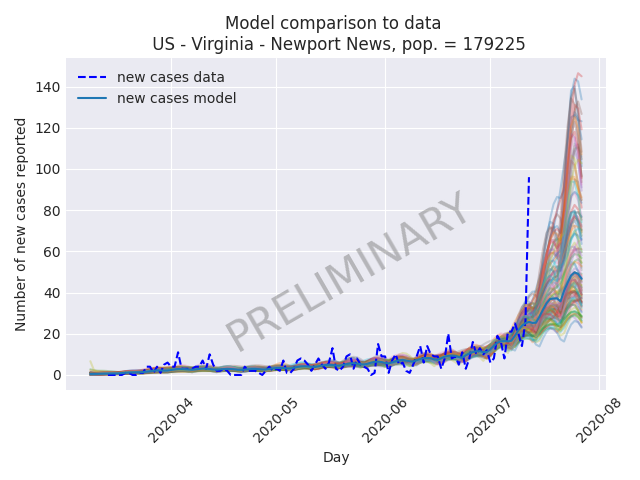 Model comparison to data
US - Virginia - Newport News, pop. = 179225
new cases data
new cases model
Number of new cases reported
140
120
100
80
60
40
20
0
PRELIMINARY
2020-04
2020-05
2020-06
2020-07
2020-08
Day